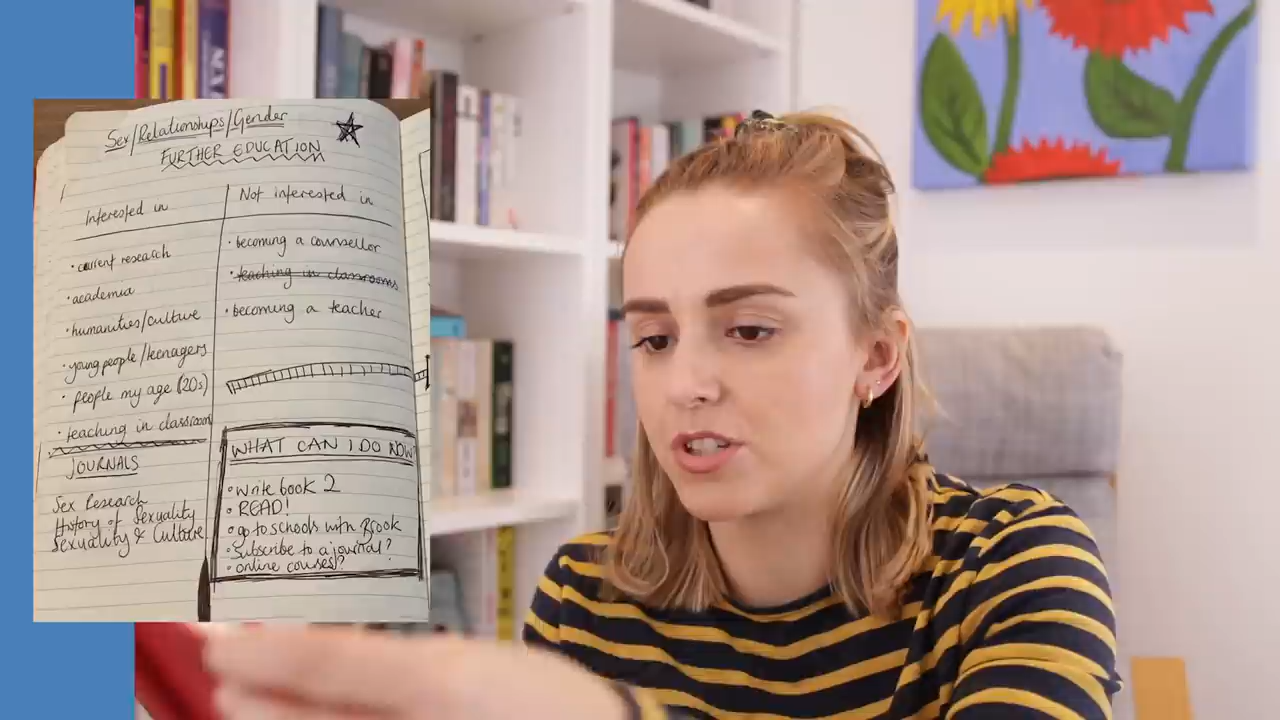 Sex/Relationships/Gender
FURTHER EDUCATION
Interested in
• current research
• academia
• humanities/culture
• young people/teenagers
• people my age (20s)
• teaching in classroom
JOURNALS
Sex Research
History of Sexuality
Sexuality & Culture
Not interested in
• becoming a counsellor
• teaching in classrooms
• becoming a teacher
WHAT CAN I DO NOW
• write book 2
• READ!
• go to schools with Brook
• Subscribe to a journal?
• online courses?